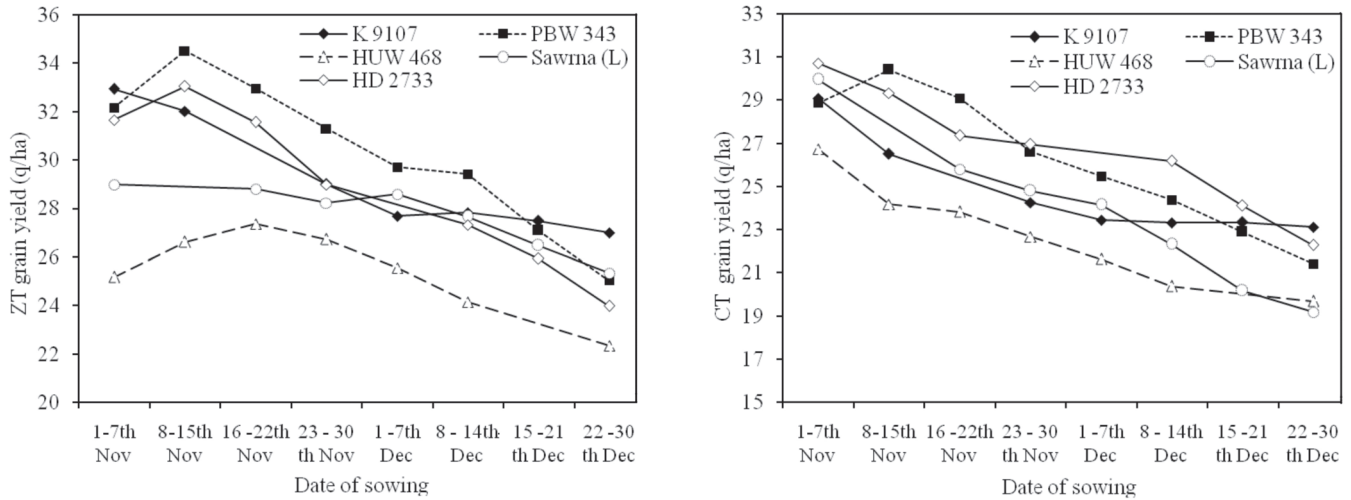 36
34
32
30
28
26
24
22
20
ZT grain yield (q/ha)
K 9107
PBW 343
HUW 468
Sawrna (L)
HD 2733
1 -7th Nov
8 -15th Nov
16 -22th Nov
23 - 30 th Nov
1 -7th Dec
8 - 14th Dec
15 -21 th Dec
22 -30 th Dec
Date of sowing
33
31
29
27
25
23
21
19
17
15
CT grain yield (q/ha)
K 9107
PBW 343
HUW 468
Sawrna (L)
HD 2733
1 -7th Nov
8 -15th Nov
16 -22th Nov
23 - 30 th Nov
1 -7th Dec
8 - 14th Dec
15 -21 th Dec
22 -30 th Dec
Date of sowing